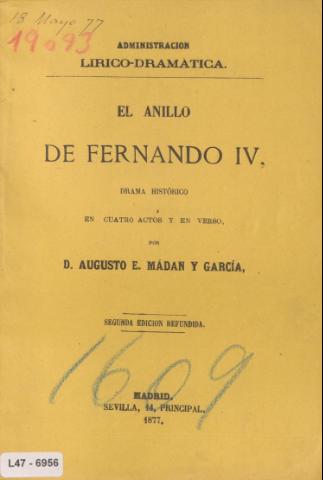 18 Mayo 77
19093
ADMINISTRACION
LIRICO-DRAMÁTICA.
EL ANILLO
DE FERNANDO IV,
DRAMA HISTÓRICO
EN CUATRO ACTOS Y EN VERSO,
POR
D. AUGUSTO E. MÁDAN Y GARCÍA,
SEGUNDA EDICION REFUNDIDA.
1609
MADRID.
SEVILLA, 14, PRINCIPAL.
1877.
L47 - 6956